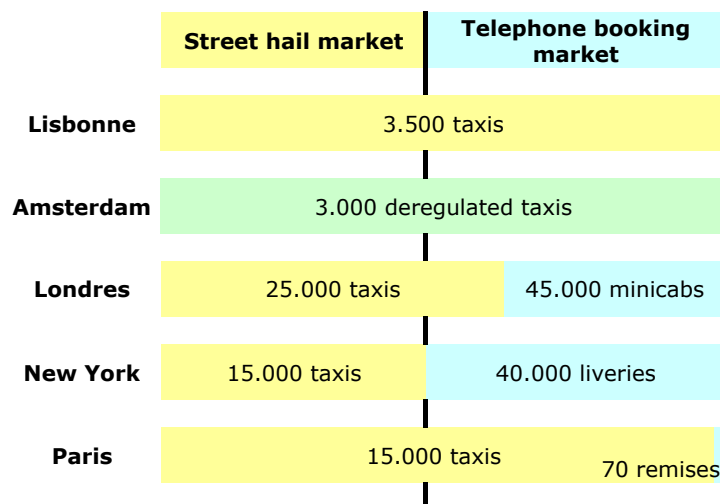 Street hail market
Telephone booking
market
Lisbonne
3.500 taxis
Amsterdam
3.000 deregulated taxis
Londres
25.000 taxis
45.000 minicabs
New York
15.000 taxis
40.000 liveries
Paris
15.000 taxis
70 remises